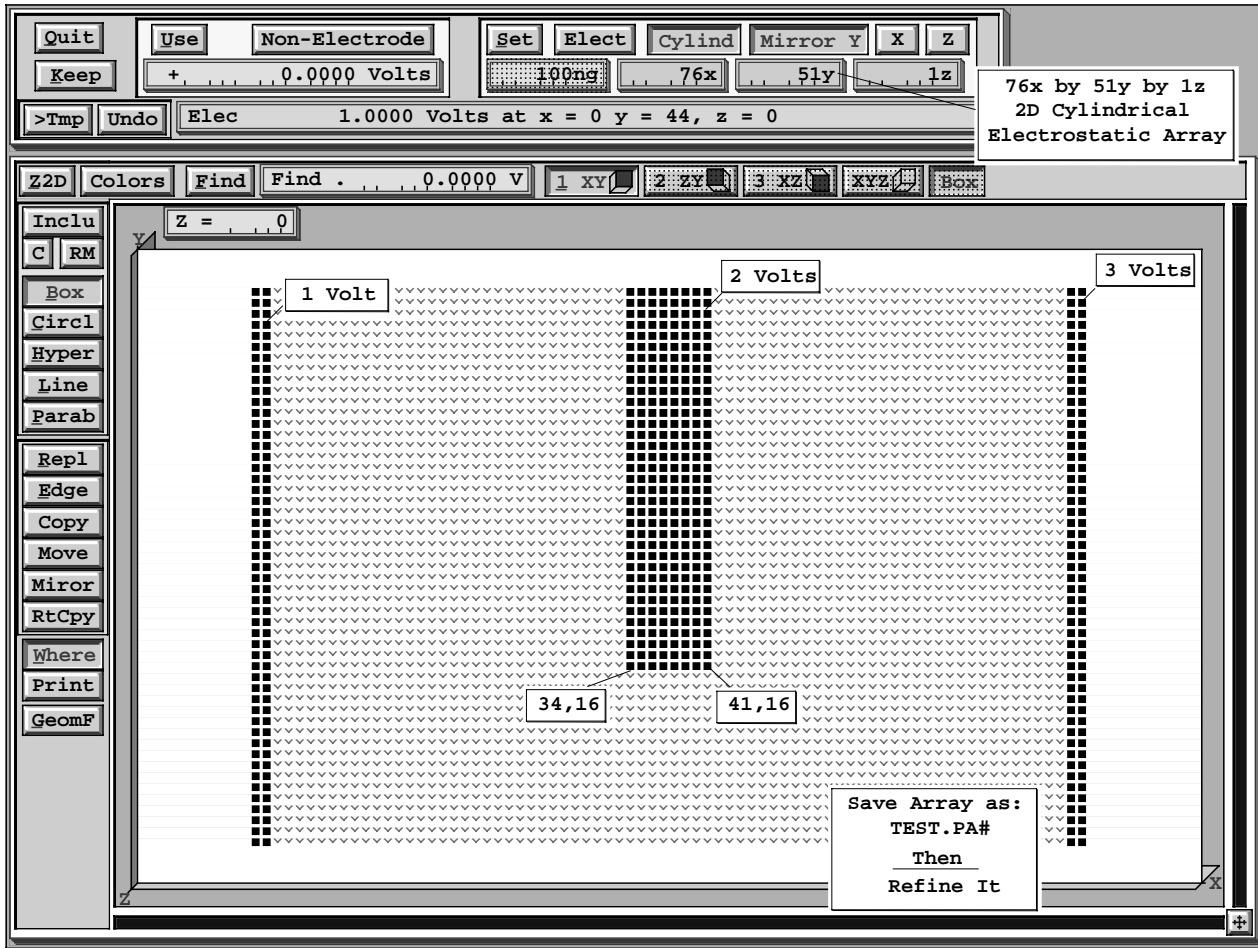 Quit
Use Non-Electrode
Set Elect Cylind Mirror Y X Z
Keep
+ 0.0000 Volts
100ng 76x 51y 1z
76x by 51y by 1z
2D Cylindrical
Electrostatic Array
>Tmp Undo Elec 1.0000 Volts at x = 0 y = 44, z = 0
Z2D Colors Find Find . 0.0000 V 1 XY 2 ZY 3 XZ XYZ Box
Inclu
C RM
Box
Circl
Hyper
Line
Parab
Repl
Edge
Copy
Move
Miror
RtCpy
Where
Print
GeomF
Z = 0
Y
1 Volt
2 Volts
3 Volts
34,16
41,16
Save Array as:
TEST.PA#
Then
Refine It
Z
X